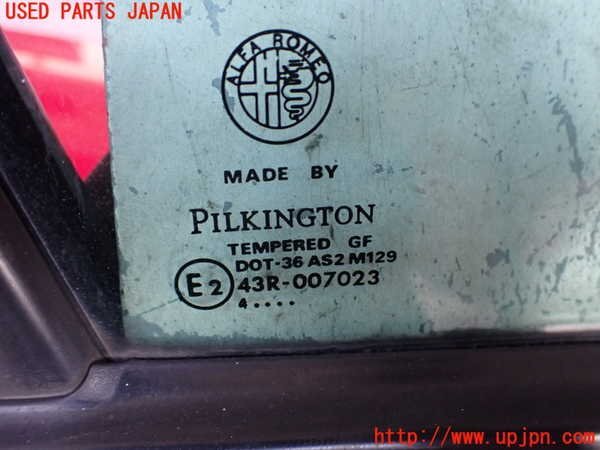 USED PARTS JAPAN
ALFA ROMEO
MADE BY
PILKINGTON
TEMPERED GF
DOT-36 AS2 M129
E2 43R-007023
4....
http://www.upjpn.com/